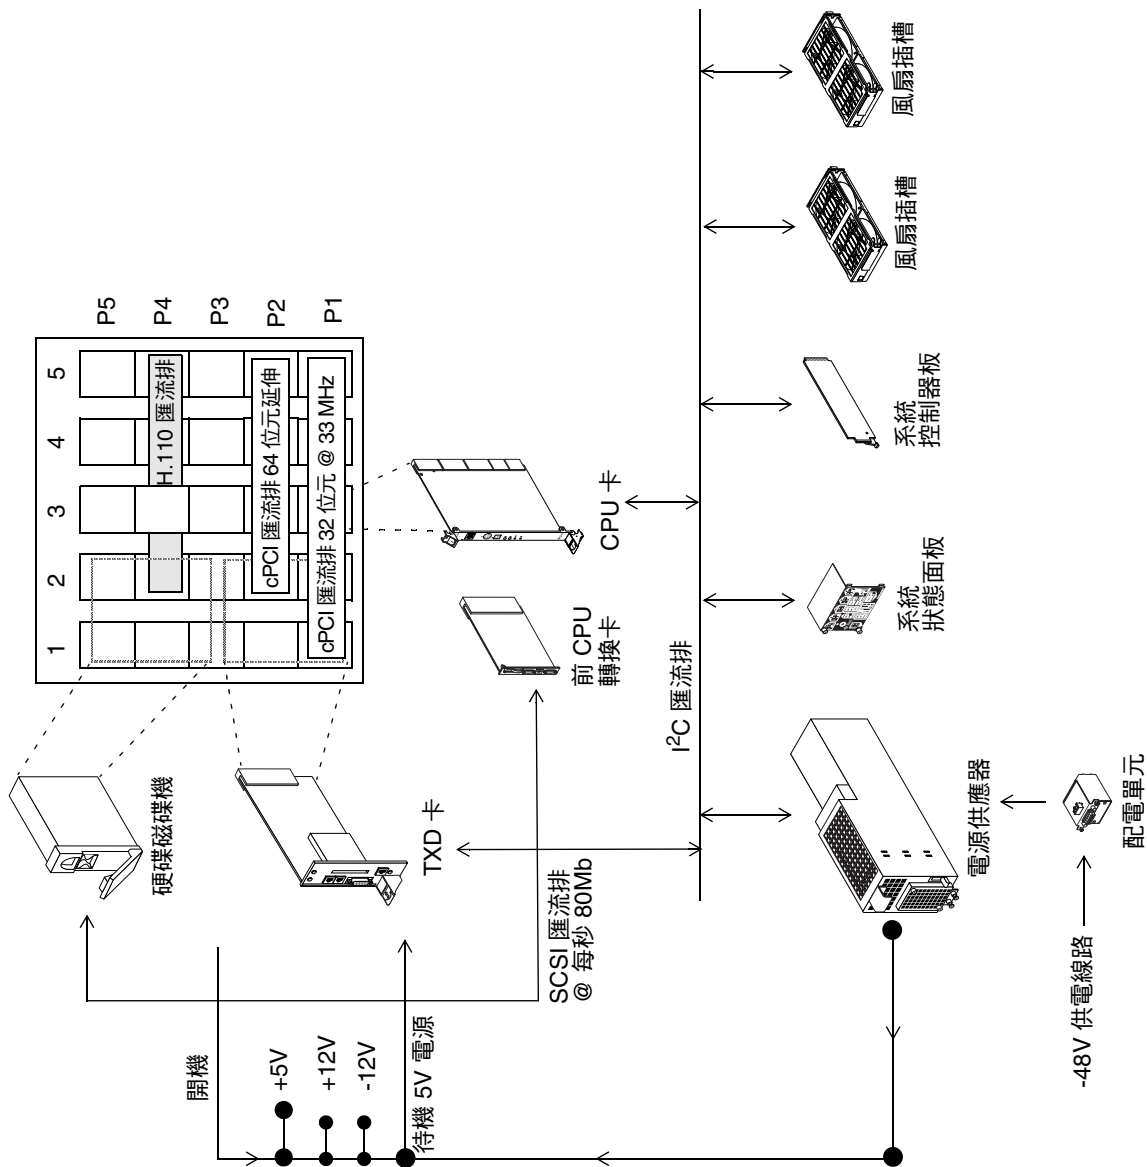 1
2
3
4
5
P5
P4
P3
P2
P1
H.110 匯流排
cPCI 匯流排 64 位元延伸
cPCI 匯流排 32 位元 @ 33 MHz
硬碟磁碟機
TXD 卡
前 CPU
轉換卡
CPU 卡
SCSI 匯流排
@ 每秒 80Mb
I²C 匯流排
開機
+5V
+12V
-12V
待機 5V 電源
電源供應器
系統
狀態面板
系統
控制器板
風扇插槽
風扇插槽
-48V 供電線路
配電單元